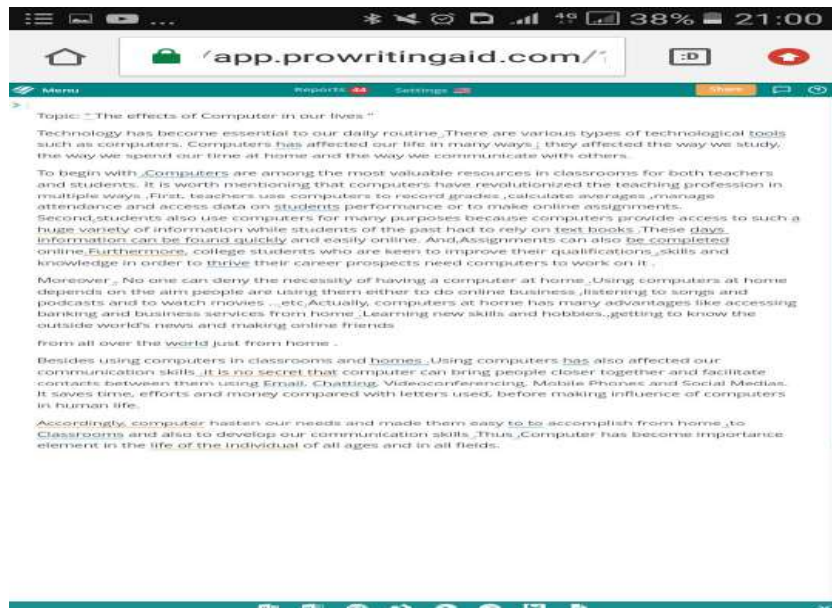 ... 4G 38% 21:00
/app.prowritingaid.com/ :D
Menu Reports 44 Settings Share
Topic: " The effects of Computer in our lives "
Technology has become essential to our daily routine ,There are various types of technological tools
such as computers. Computers has affected our life in many ways ; they affected the way we study,
the way we spend our time at home and the way we communicate with others.
To begin with ,Computers are among the most valuable resources in classrooms for both teachers
and students. It is worth mentioning that computers have revolutionized the teaching profession in
multiple ways .First, teachers use computers to record grades ,calculate averages ,manage
attendance and access data on students performance or to make online assignments.
Second,students also use computers for many purposes because computers provide access to such a
huge variety of information while students of the past had to rely on text books .These days
information can be found quickly and easily online. And,Assignments can also be completed
online.Furthermore, college students who are keen to improve their qualifications ,skills and
knowledge in order to thrive their career prospects need computers to work on it .
Moreover , No one can deny the necessity of having a computer at home .Using computers at home
depends on the aim people are using them either to do online business ,listening to songs and
podcasts and to watch movies ...etc,Actually, computers at home has many advantages like accessing
banking and business services from home .Learning new skills and hobbies.,getting to know the
outside world's news and making online friends
from all over the world just from home .
Besides using computers in classrooms and homes .Using computers has also affected our
communication skills .it is no secret that computer can bring people closer together and facilitate
contacts between them using Email, Chatting, Videoconferencing, Mobile Phones and Social Medias.
It saves time, efforts and money compared with letters used, before making influence of computers
in human life.
Accordingly, computer hasten our needs and made them easy to to accomplish from home ,to
Classrooms and also to develop our communication skills .Thus ,Computer has become importance
element in the life of the individual of all ages and in all fields.